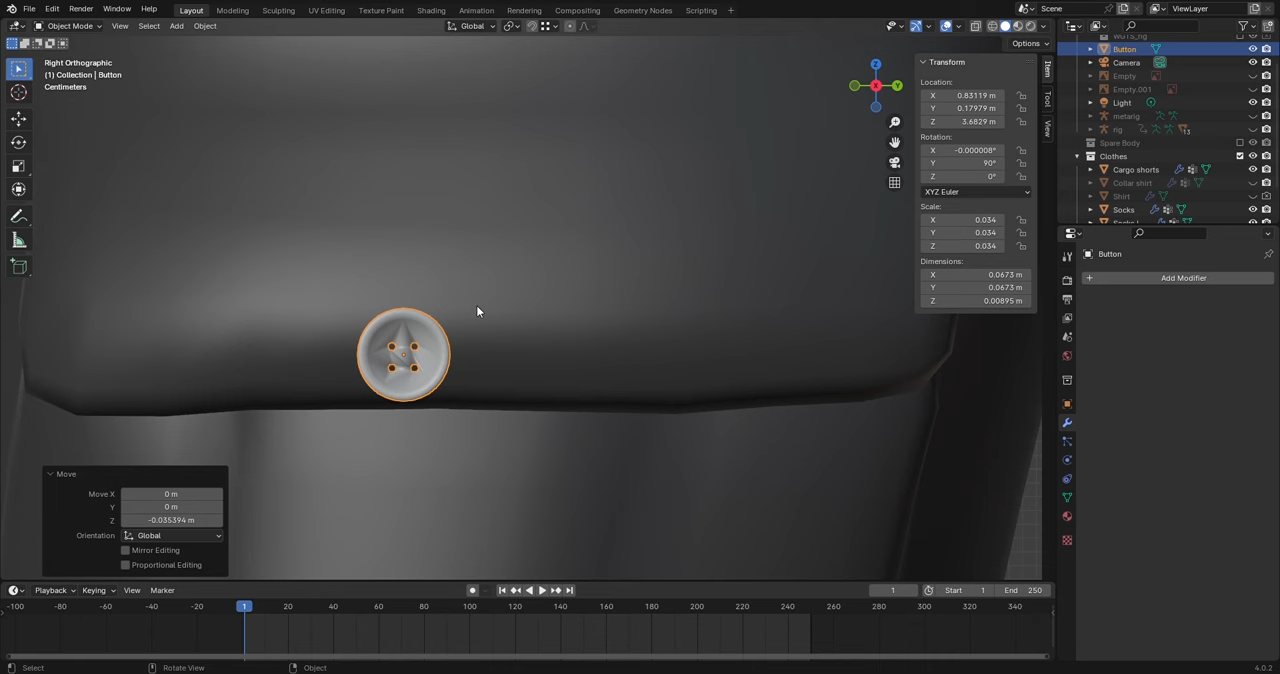 File Edit Render Window Help Layout Modeling Sculpting UV Editing Texture Paint Shading Animation Rendering Compositing Geometry Nodes Scripting + Scene ViewLayer
Object Mode View Select Add Object Global
Options
Right Orthographic
(1) Collection | Button
Centimeters
Z
X
Y
Transform
Location:
X 0.83119 m
Y 0.17979 m
Z 3.6829 m
Rotation:
X -0.000008°
Y 90°
Z 0°
XYZ Euler
Scale:
X 0.034
Y 0.034
Z 0.034
Dimensions:
X 0.0673 m
Y 0.0673 m
Z 0.00895 m
Item
Tool
View
WGTS_rig
Button
Camera
Empty
Empty.001
Light
metarig
rig 13
Spare Body
Clothes
Cargo shorts
Collar shirt
Shirt
Socks
Button
+ Add Modifier
Move
Move X 0 m
Y 0 m
Z -0.035394 m
Orientation Global
Mirror Editing
Proportional Editing
Playback Keying View Marker 1 Start 1 End 250
-100 -80 -60 -40 -20 1 20 40 60 80 100 120 140 160 180 200 220 240 260 280 300 320 340
Select Rotate View Object 4.0.2